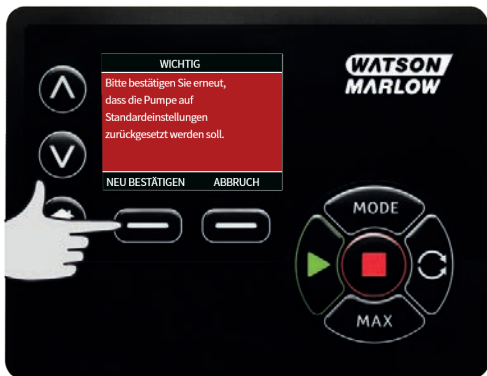 WICHTIG
Bitte bestätigen Sie erneut,
dass die Pumpe auf
Standardeinstellungen
zurückgesetzt werden soll.
NEU BESTÄTIGEN ABBRUCH
WATSON
MARLOW
MODE
MAX